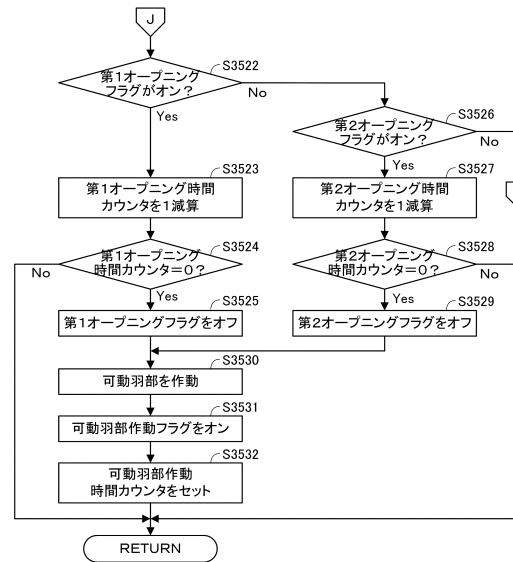 J
S3522
第1オープニング
フラグがオン？
No
Yes
S3526
第2オープニング
フラグがオン？
No
Yes
S3523
第1オープニング時間
カウンタを1減算
S3527
第2オープニング時間
カウンタを1減算
S3524
第1オープニング
時間カウンタ=0？
No
Yes
S3528
第2オープニング
時間カウンタ=0？
No
Yes
S3525
第1オープニングフラグをオフ
S3529
第2オープニングフラグをオフ
S3530
可動羽部を作動
S3531
可動羽部作動フラグをオン
S3532
可動羽部作動
時間カウンタをセット
RETURN